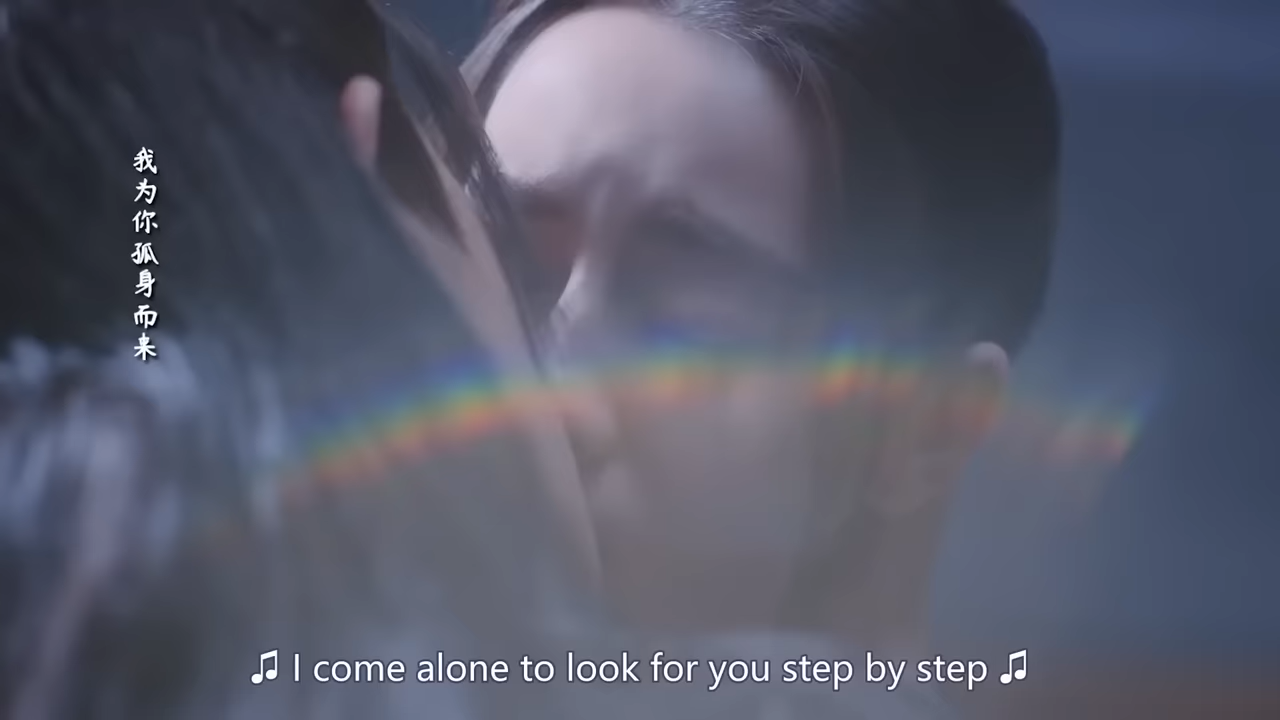 我为你孤身而来
♫ I come alone to look for you step by step ♫